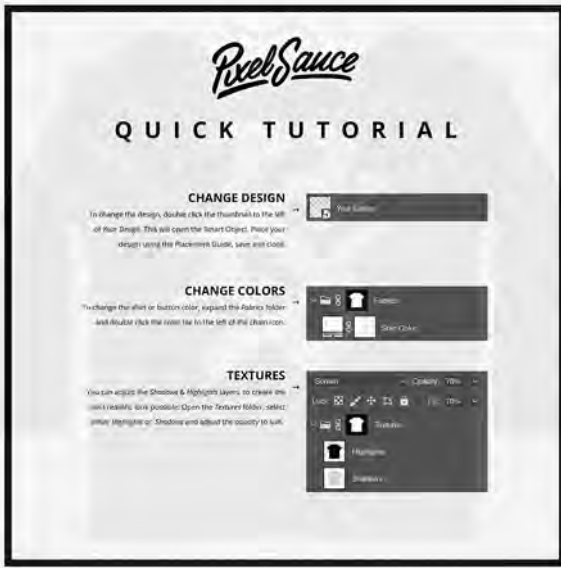 Pixel Sauce
QUICK TUTORIAL
CHANGE DESIGN
To change the design, double click the thumbnail to the left
of Your Design. This will open the Smart Object. Place your
design using the Placement Guide, save and close.
Your Design
CHANGE COLORS
To change the shirt or button color, expand the Fabrics folder
and double click the color tile to the left of the chain icon.
Fabrics
Shirt Color
TEXTURES
You can adjust the Shadows & Highlights layers, to create the
most realistic look possible. Open the Textures folder, select
either Highlights or Shadows and adjust the opacity to suit.
Screen Opacity: 70%
Lock: Fill: 70%
Textures
Highlights
Shadows